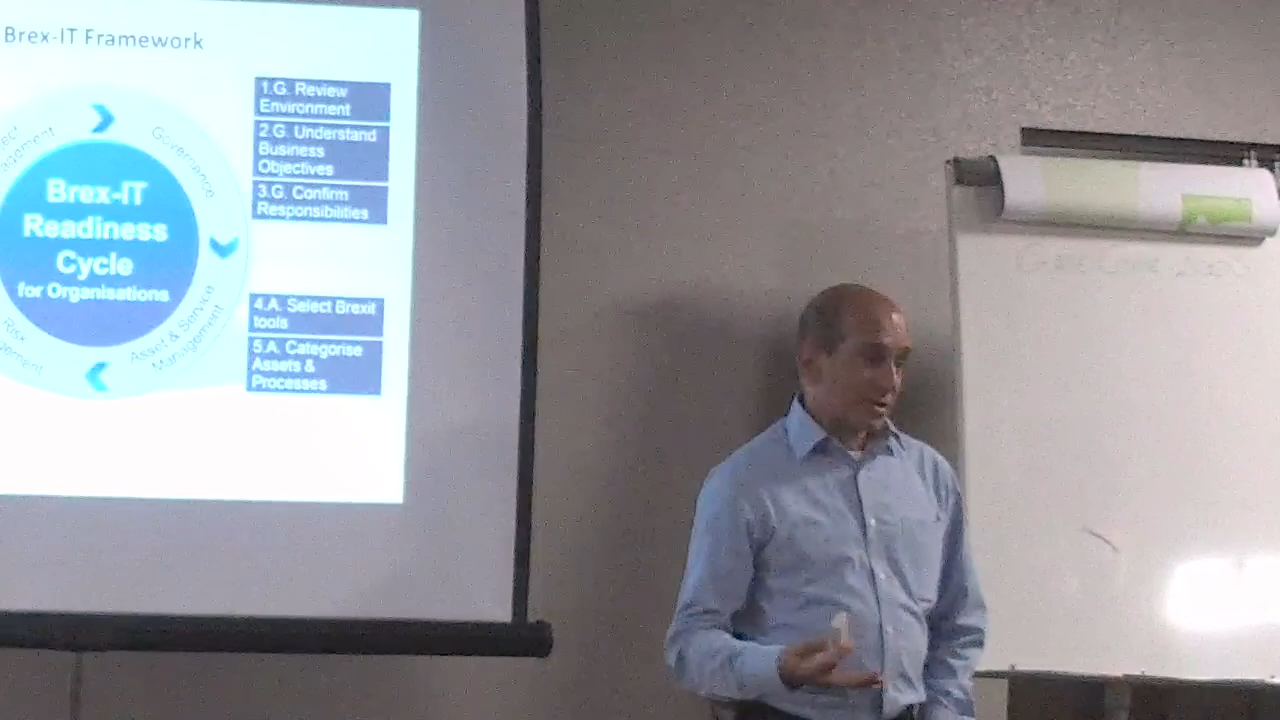 Brex-IT Framework
Governance
Brex-IT
Readiness
Cycle
for Organisations
Asset & Service
Management
1.G. Review
Environment
2.G. Understand
Business
Objectives
3.G. Confirm
Responsibilities
4.A. Select Brexit
tools
5.A. Categorise
Assets &
Processes